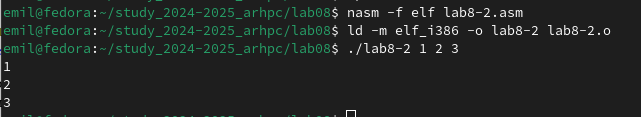 emil@fedora:~/study_2024-2025_arhpc/lab08$ nasm -f elf lab8-2.asm
emil@fedora:~/study_2024-2025_arhpc/lab08$ ld -m elf_i386 -o lab8-2 lab8-2.o
emil@fedora:~/study_2024-2025_arhpc/lab08$ ./lab8-2 1 2 3
1
2
3
emil@fedora:~/study_2024-2025_arhpc/lab08$